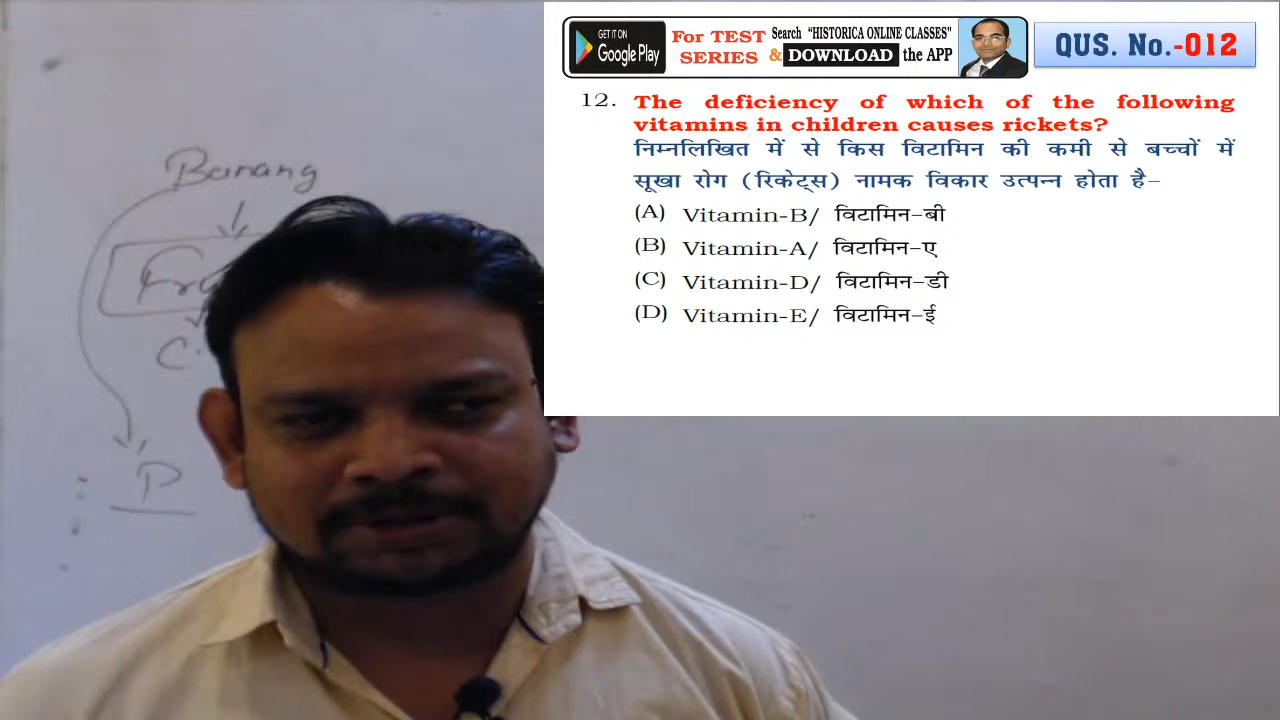 GET IT ON
Google Play
For TEST
SERIES
Search "HISTORICA ONLINE CLASSES"
& DOWNLOAD the APP
QUS. No.-012
12. The deficiency of which of the following
vitamins in children causes rickets?
निम्नलिखित में से किस विटामिन की कमी से बच्चों में
सूखा रोग (रिकेट्स) नामक विकार उत्पन्न होता है-
(A) Vitamin-B/ विटामिन-बी
(B) Vitamin-A/ विटामिन-ए
(C) Vitamin-D/ विटामिन-डी
(D) Vitamin-E/ विटामिन-ई
P